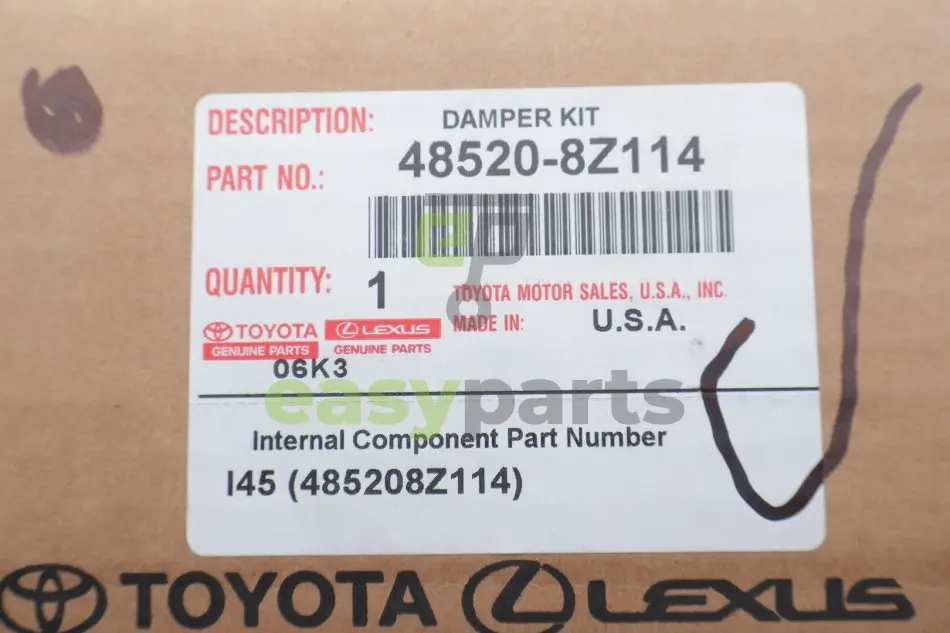 DESCRIPTION: DAMPER KIT
PART NO.: 48520-8Z114
ep
QUANTITY: 1
TOYOTA MOTOR SALES, U.S.A., INC.
MADE IN: U.S.A.
TOYOTA LEXUS
GENUINE PARTS GENUINE PARTS
06K3
easyparts
Internal Component Part Number
I45 (485208Z114)
TOYOTA LEXUS